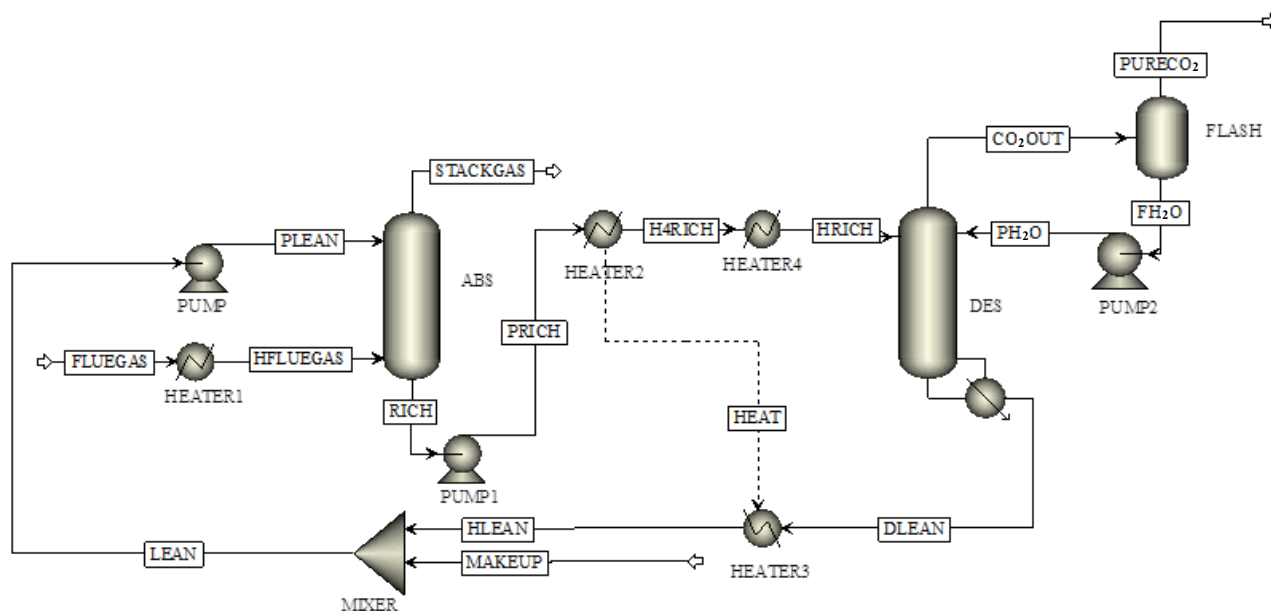 PURECO₂
FLASH
CO₂OUT
STACKGAS
FH₂O
PLEAN
H4RICH
HRICH
PH₂O
HEATER2
HEATER4
ABS
PUMP
PUMP2
DES
PRICH
FLUEGAS
HFLUEGAS
HEATER1
RICH
HEAT
PUMP1
HLEAN
DLEAN
LEAN
MAKEUP
HEATER3
MIXER